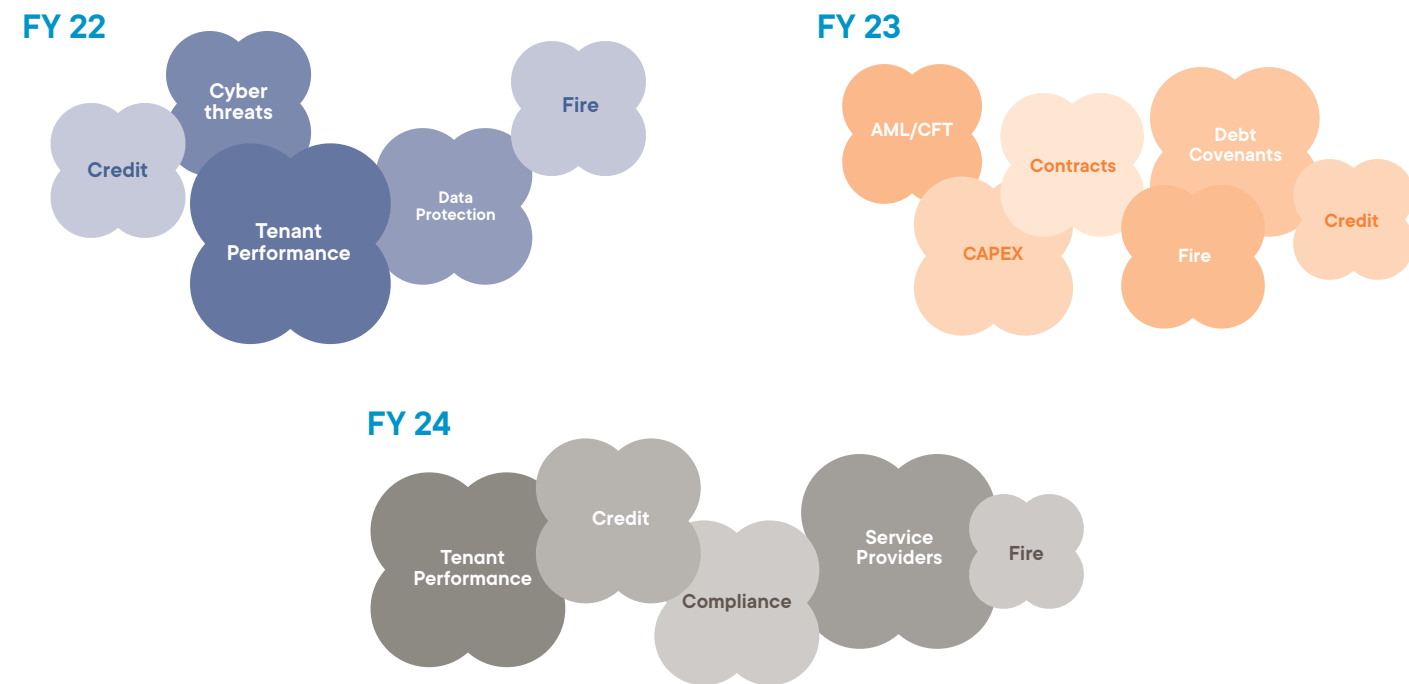 FY 22
Cyber
threats
Fire
Credit
Data
Protection
Tenant
Performance
FY 23
AML/CFT
Debt
Covenants
Contracts
Credit
CAPEX
Fire
FY 24
Credit
Service
Providers
Tenant
Performance
Fire
Compliance